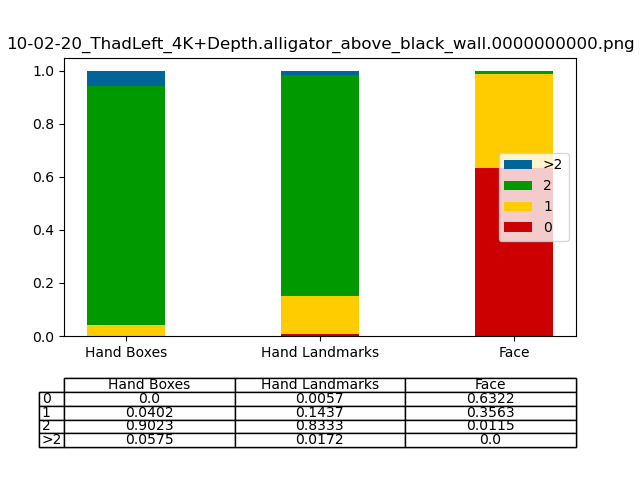 10-02-20_ThadLeft_4K+Depth.alligator_above_black_wall.0000000000.png
1.0
0.8
0.6
0.4
0.2
0.0
>2
2
1
0
Hand Boxes Hand Landmarks Face
Hand Boxes Hand Landmarks Face
0 0.0 0.0057 0.6322
1 0.0402 0.1437 0.3563
2 0.9023 0.8333 0.0115
>2 0.0575 0.0172 0.0